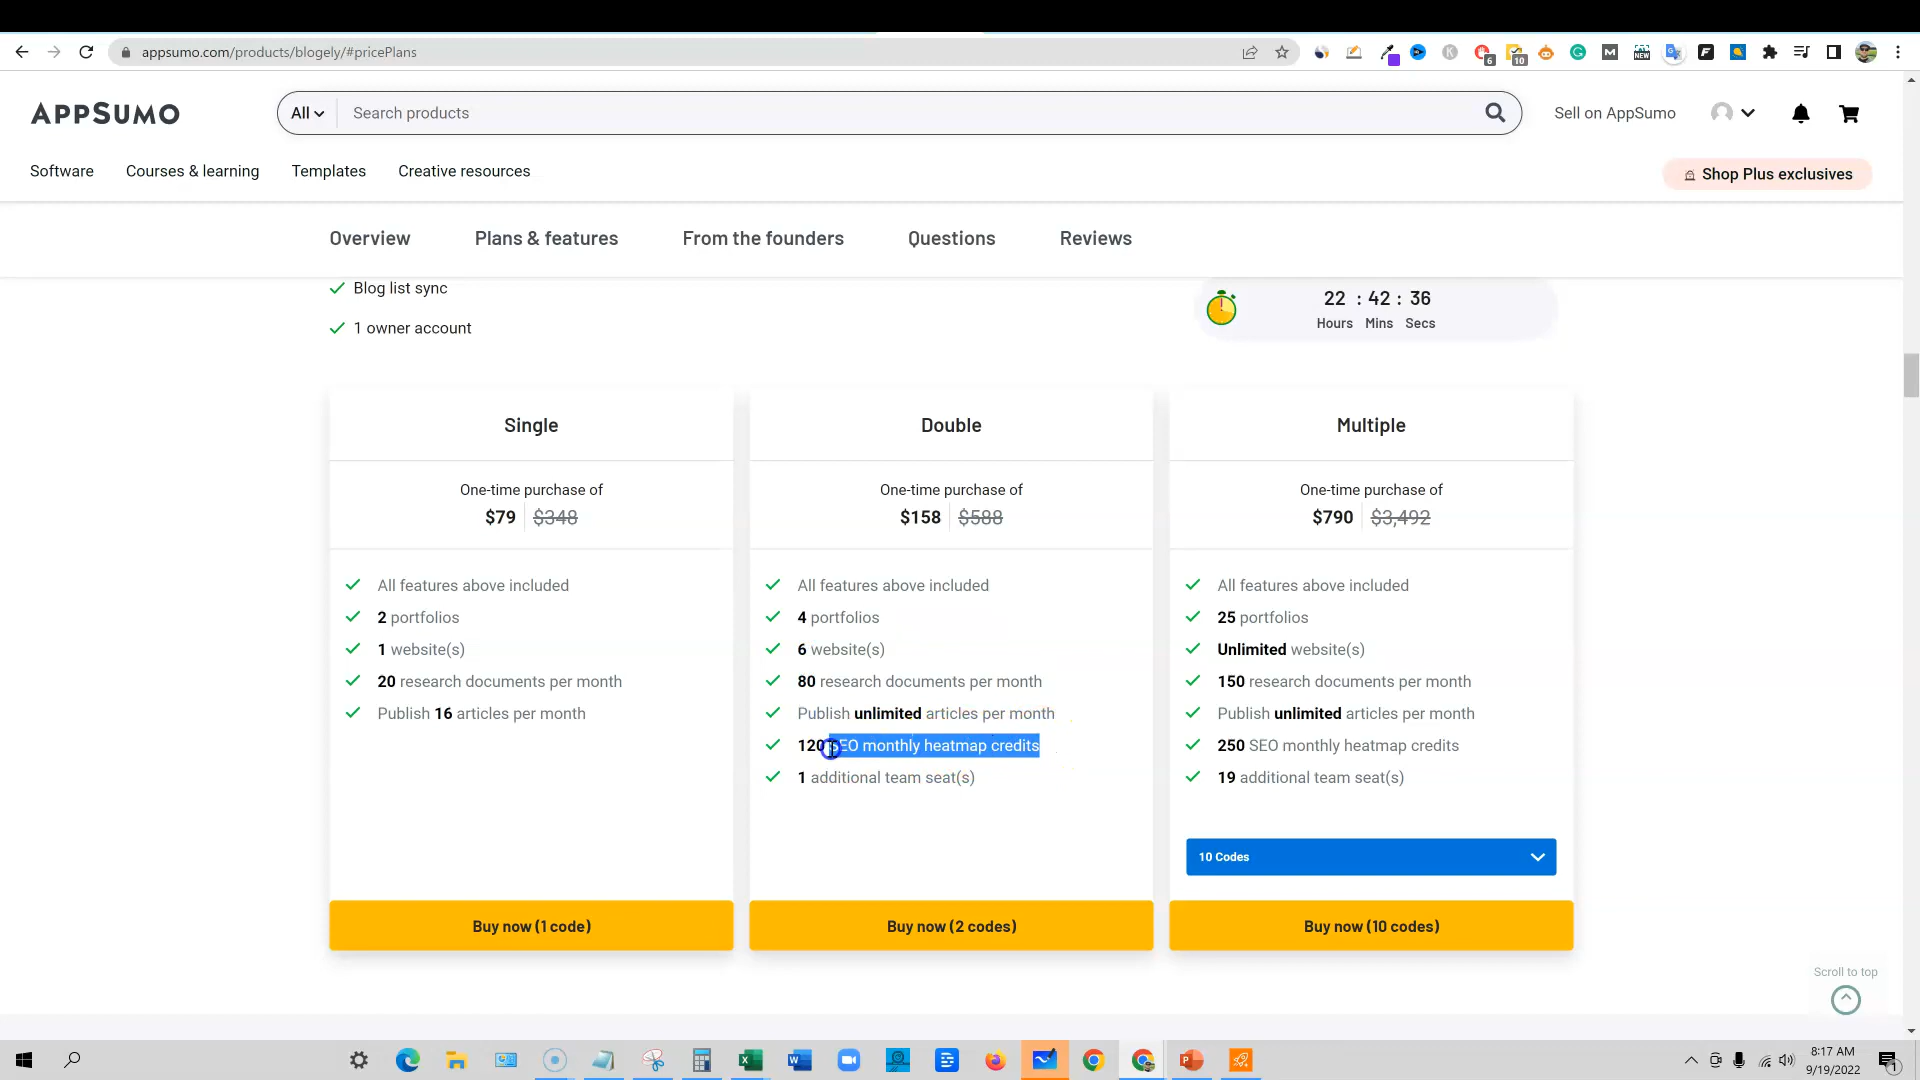 appsumo.com/products/blogely/#pricePlans
6
10
NEW
APPSUMO
All
Search products
Sell on AppSumo
Software
Courses & learning
Templates
Creative resources
Shop Plus exclusives
Overview
Plans & features
From the founders
Questions
Reviews
Blog list sync
1 owner account
22 : 42 : 36
Hours Mins Secs
Single
One-time purchase of
$79 $348
All features above included
2 portfolios
1 website(s)
20 research documents per month
Publish 16 articles per month
Buy now (1 code)
Double
One-time purchase of
$158 $588
All features above included
4 portfolios
6 website(s)
80 research documents per month
Publish unlimited articles per month
120 SEO monthly heatmap credits
1 additional team seat(s)
Buy now (2 codes)
Multiple
One-time purchase of
$790 $3,492
All features above included
25 portfolios
Unlimited website(s)
150 research documents per month
Publish unlimited articles per month
250 SEO monthly heatmap credits
19 additional team seat(s)
10 Codes
Buy now (10 codes)
Scroll to top
8:17 AM
9/19/2022
1